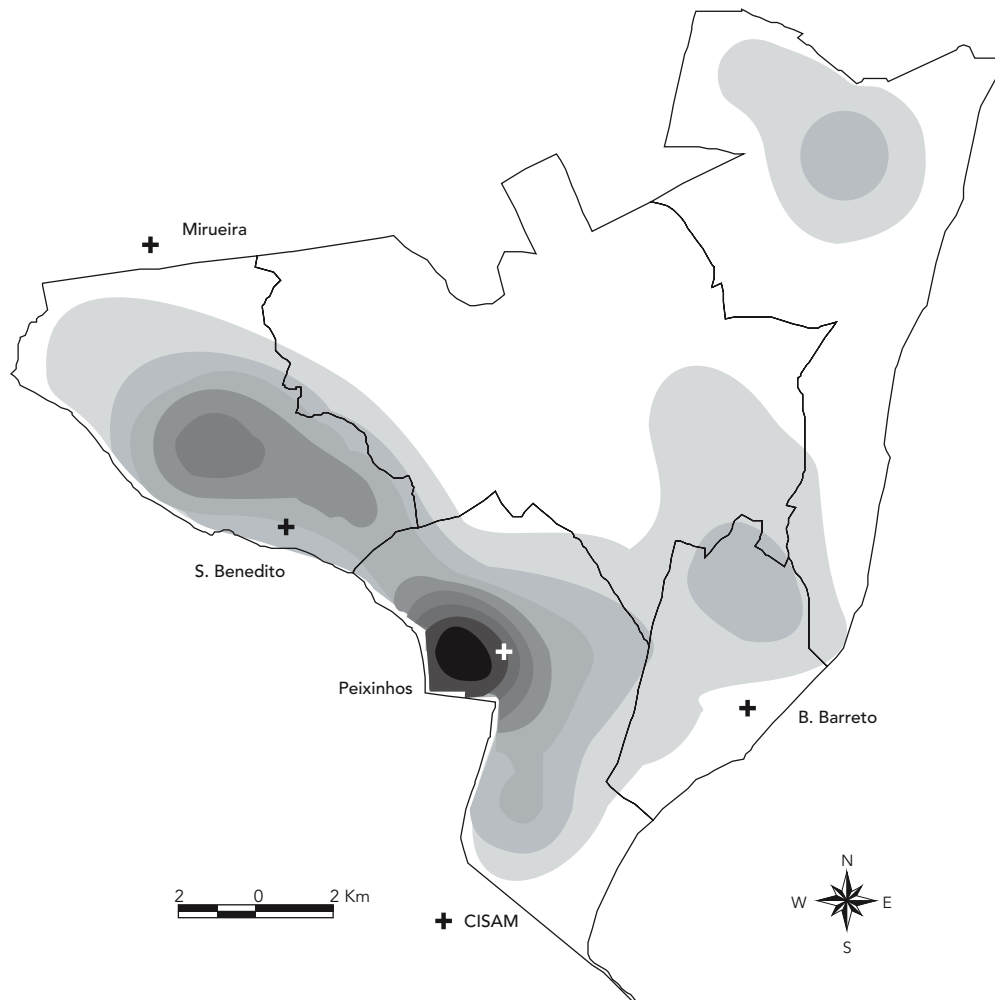 Mirueira
S. Benedito
Peixinhos
B. Barreto
2 0 2 Km
CISAM
N
W E
S